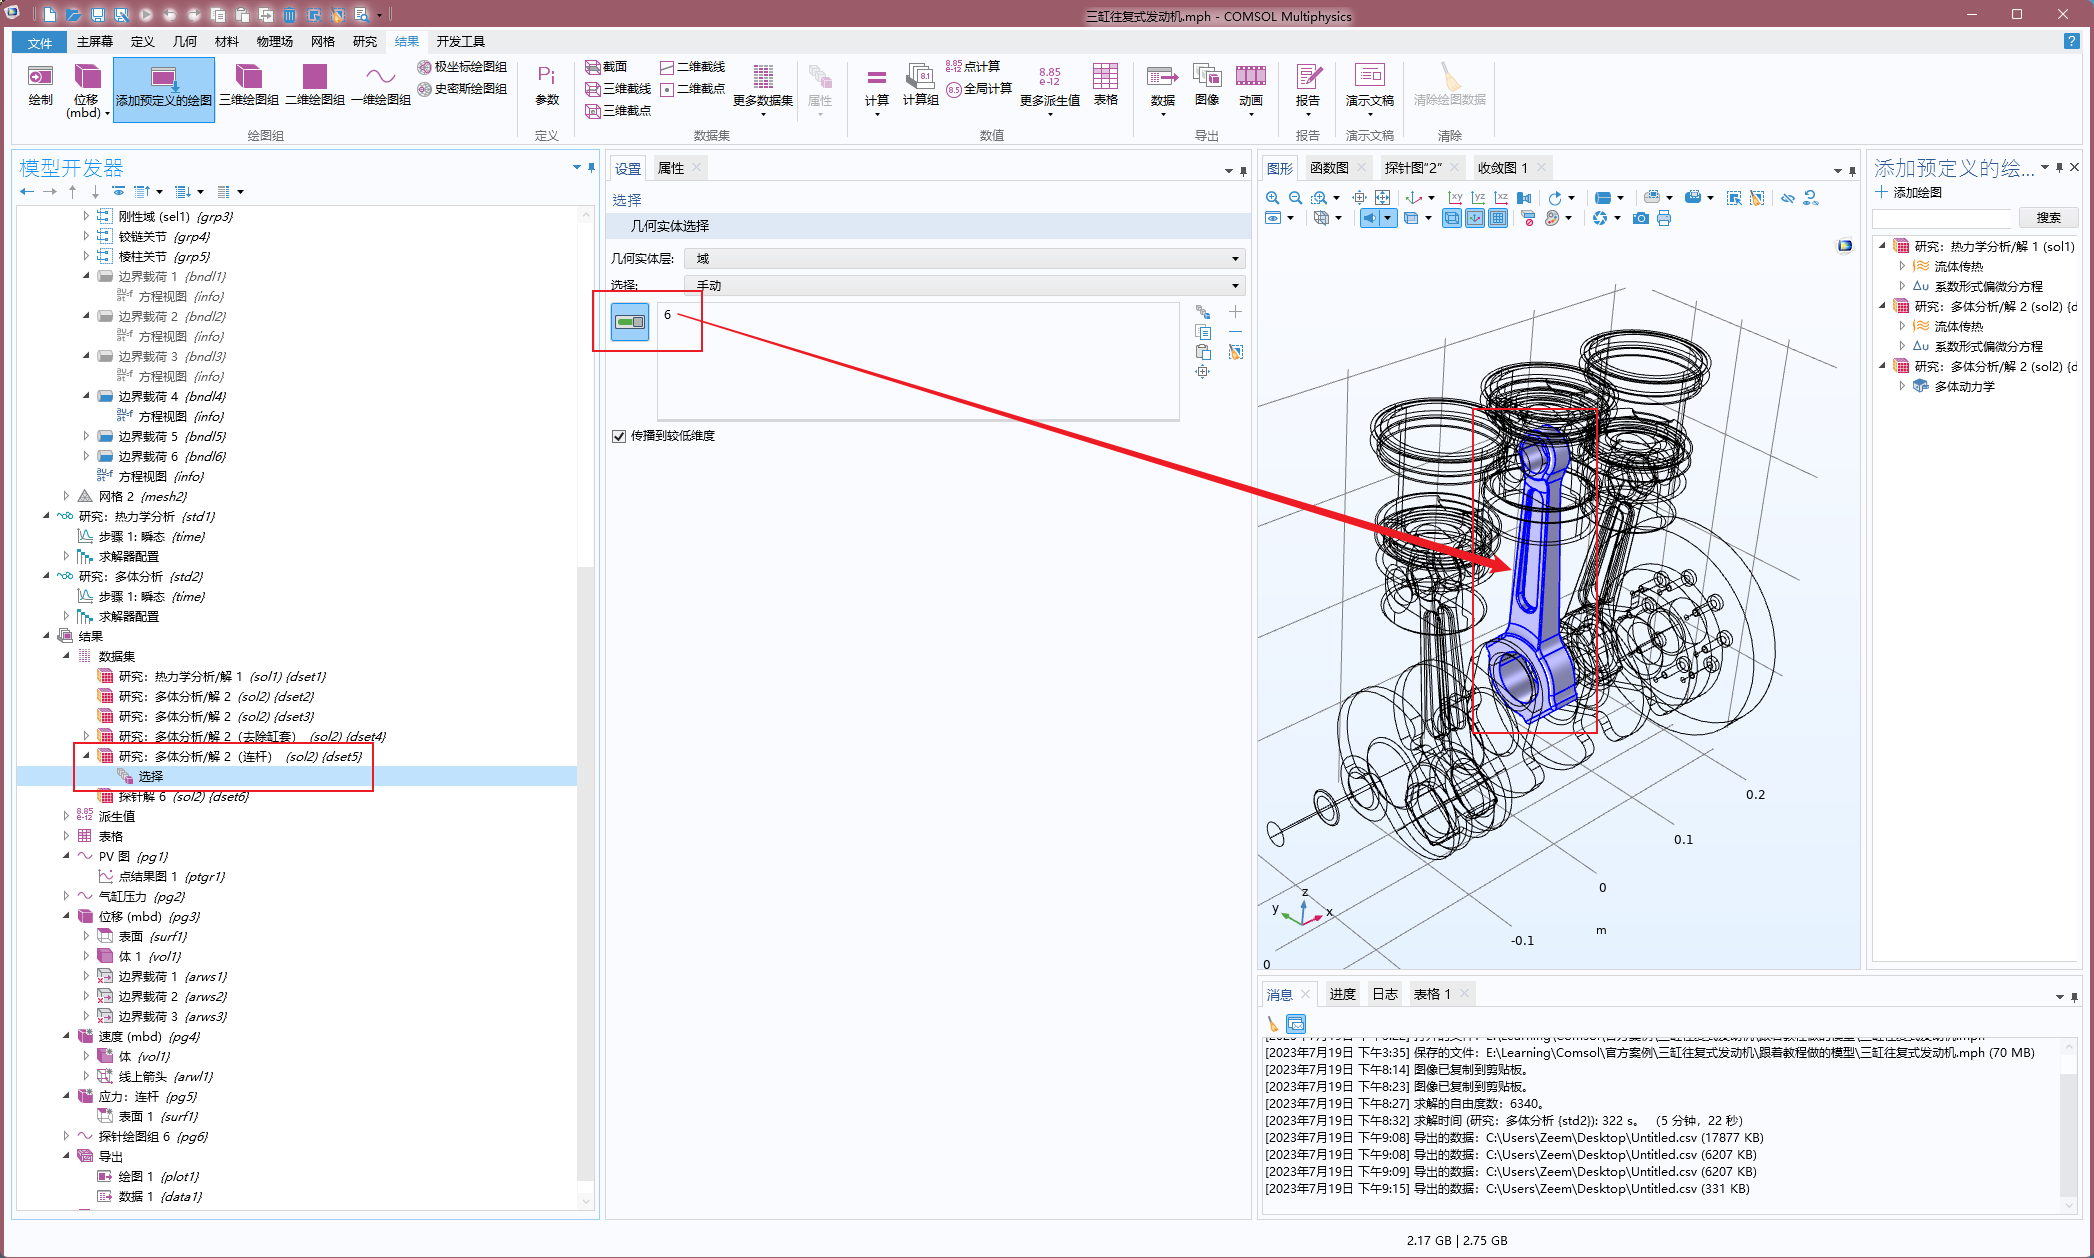 三缸往复式发动机.mph - COMSOL Multiphysics
文件 主屏幕 定义 几何 材料 物理场 网格 研究 结果 开发工具
绘制
位移 (mbd)
添加预定义的绘图
三维绘图组
二维绘图组
一维绘图组
极坐标绘图组
史密斯绘图组
绘图组
Pi
参数
定义
截面
三维截线
三维截点
二维截线
二维截点
更多数据集
数据集
属性
计算
计算组
点计算
全局计算
更多派生值
表格
数值
数据
图像
动画
导出
报告
报告
演示文稿
演示文稿
清除绘图数据
清除
模型开发器
刚性域 (sel1) {grp3}
铰链关节 {grp4}
棱柱关节 {grp5}
边界载荷 1 {bndl1}
方程视图 {info}
边界载荷 2 {bndl2}
方程视图 {info}
边界载荷 3 {bndl3}
方程视图 {info}
边界载荷 4 {bndl4}
方程视图 {info}
边界载荷 5 {bndl5}
边界载荷 6 {bndl6}
方程视图 {info}
网格 2 {mesh2}
研究：热力学分析 {std1}
步骤 1: 瞬态 {time}
求解器配置
研究：多体分析 {std2}
步骤 1: 瞬态 {time}
求解器配置
结果
数据集
研究：热力学分析/解 1 (sol1) {dset1}
研究：多体分析/解 2 (sol2) {dset2}
研究：多体分析/解 2 (sol2) {dset3}
研究：多体分析/解 2（去除缸套） (sol2) {dset4}
研究：多体分析/解 2（连杆） (sol2) {dset5}
选择
探针解 6 (sol2) {dset6}
派生值
表格
PV 图 {pg1}
点结果图 1 {ptgr1}
气缸压力 {pg2}
位移 (mbd) {pg3}
表面 {surf1}
体 1 {vol1}
边界载荷 1 {arws1}
边界载荷 2 {arws2}
边界载荷 3 {arws3}
速度 (mbd) {pg4}
体 {vol1}
线上箭头 {arwl1}
应力：连杆 {pg5}
表面 1 {surf1}
探针绘图组 6 {pg6}
导出
绘图 1 {plot1}
数据 1 {data1}
设置 属性
选择
几何实体选择
几何实体层: 域
选择: 手动
6
传播到较低维度
图形 函数图 探针图“2” 收敛图 1
0.2
0.1
0
-0.1
m
0
z
y
x
添加预定义的绘...
添加绘图
搜索
研究：热力学分析/解 1 (sol1)
流体传热
系数形式偏微分方程
研究：多体分析/解 2 (sol2) {d
流体传热
系数形式偏微分方程
研究：多体分析/解 2 (sol2) {d
多体动力学
消息 进度 日志 表格 1
[2023年7月19日 下午3:35] 保存的文件：E:\Learning\Comsol\官方案例\三缸往复式发动机\跟着教程做的模型\三缸往复式发动机.mph (70 MB)
[2023年7月19日 下午8:14] 图像已复制到剪贴板。
[2023年7月19日 下午8:23] 图像已复制到剪贴板。
[2023年7月19日 下午8:27] 求解的自由度数：6340。
[2023年7月19日 下午8:32] 求解时间 (研究：多体分析 {std2}): 322 s。 （5 分钟，22 秒）
[2023年7月19日 下午9:08] 导出的数据：C:\Users\Zeem\Desktop\Untitled.csv (17877 KB)
[2023年7月19日 下午9:08] 导出的数据：C:\Users\Zeem\Desktop\Untitled.csv (6207 KB)
[2023年7月19日 下午9:09] 导出的数据：C:\Users\Zeem\Desktop\Untitled.csv (6207 KB)
[2023年7月19日 下午9:15] 导出的数据：C:\Users\Zeem\Desktop\Untitled.csv (331 KB)
2.17 GB | 2.75 GB